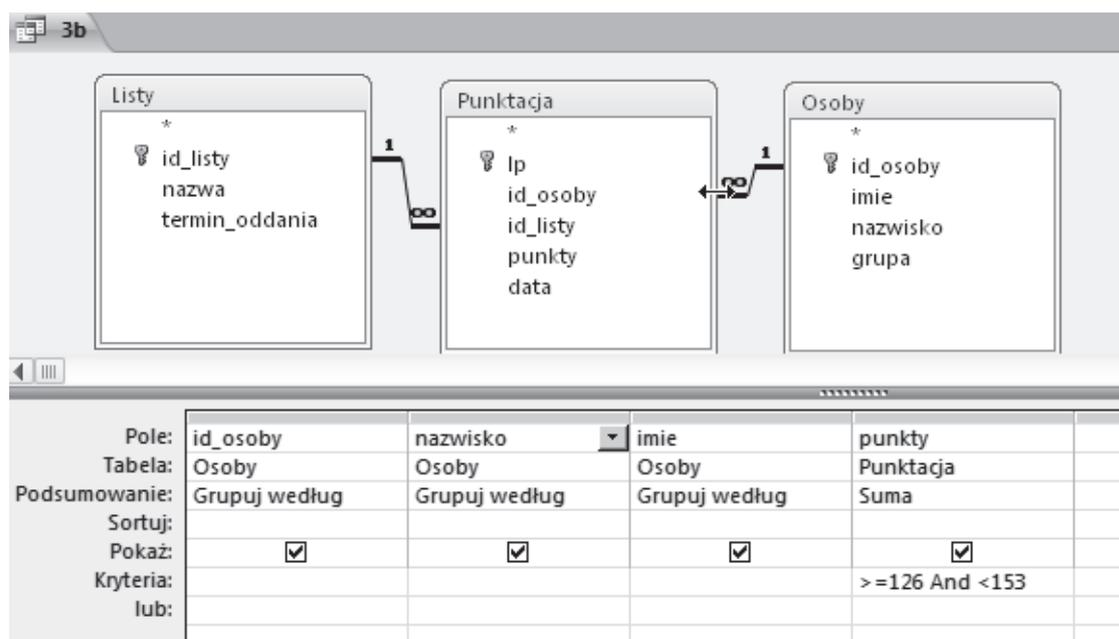 3b
Listy
*
id_listy
nazwa
termin_oddania
1
∞
Punktacja
*
lp
id_osoby
id_listy
punkty
data
1
∞
Osoby
*
id_osoby
imie
nazwisko
grupa
Pole: id_osoby nazwisko imie punkty
Tabela: Osoby Osoby Osoby Punktacja
Podsumowanie: Grupuj według Grupuj według Grupuj według Suma
Sortuj:
Pokaż:
Kryteria: >=126 And <153
lub: